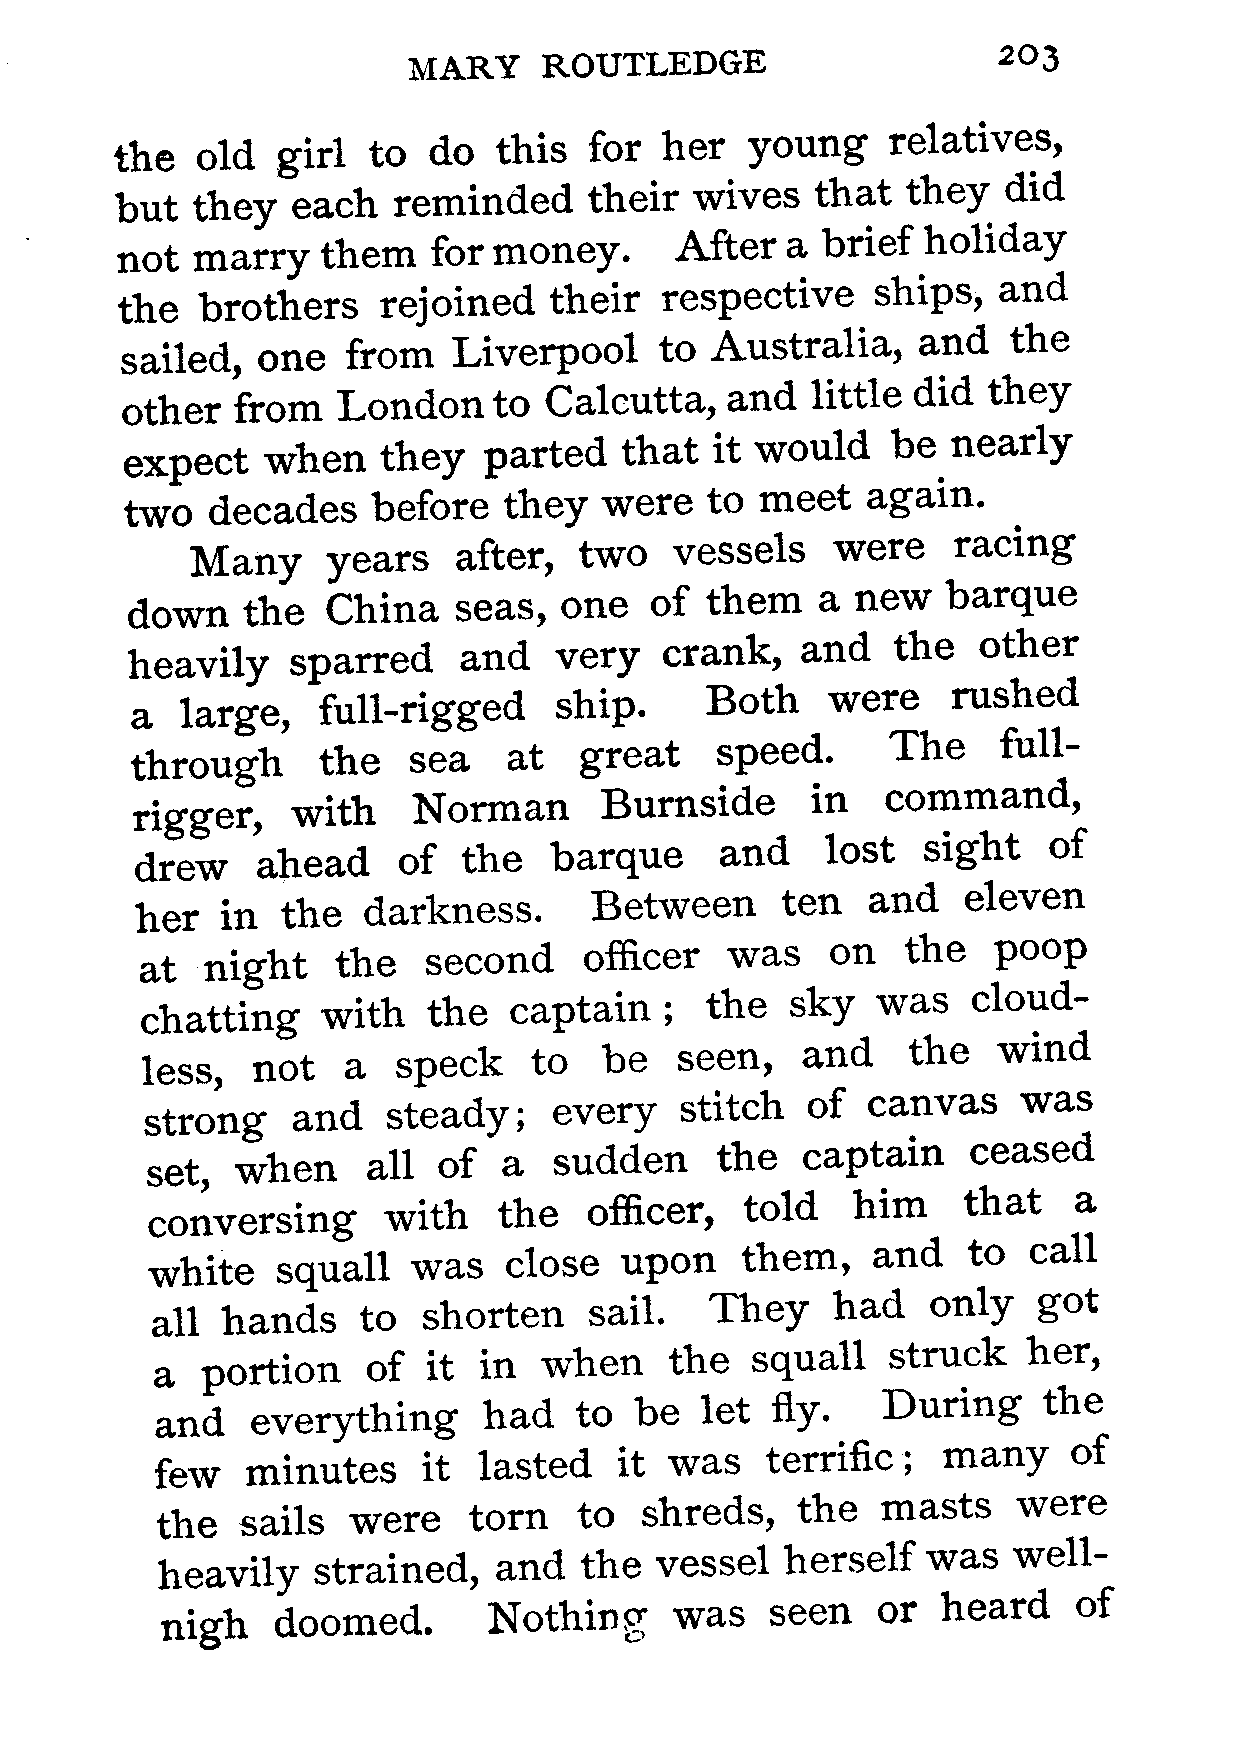 MARY ROUTLEDGE 203
the old girl to do this for her young relatives,
but they each reminded their wives that they did
not marry them for money. After a brief holiday
the brothers rejoined their respective ships, and
sailed, one from Liverpool to Australia, and the
other from London to Calcutta, and little did they
expect when they parted that it would be nearly
two decades before they were to meet again.
Many years after, two vessels were racing
down the China seas, one of them a new barque
heavily sparred and very crank, and the other
a large, full-rigged ship. Both were rushed
through the sea at great speed. The full-
rigger, with Norman Burnside in command,
drew ahead of the barque and lost sight of
her in the darkness. Between ten and eleven
at night the second officer was on the poop
chatting with the captain ; the sky was cloud-
less, not a speck to be seen, and the wind
strong and steady; every stitch of canvas was
set, when all of a sudden the captain ceased
conversing with the officer, told him that a
white squall was close upon them, and to call
all hands to shorten sail. They had only got
a portion of it in when the squall struck her,
and everything had to be let fly. During the
few minutes it lasted it was terrific ; many of
the sails were torn to shreds, the masts were
heavily strained, and the vessel herself was well-
nigh doomed. Nothing was seen or heard of